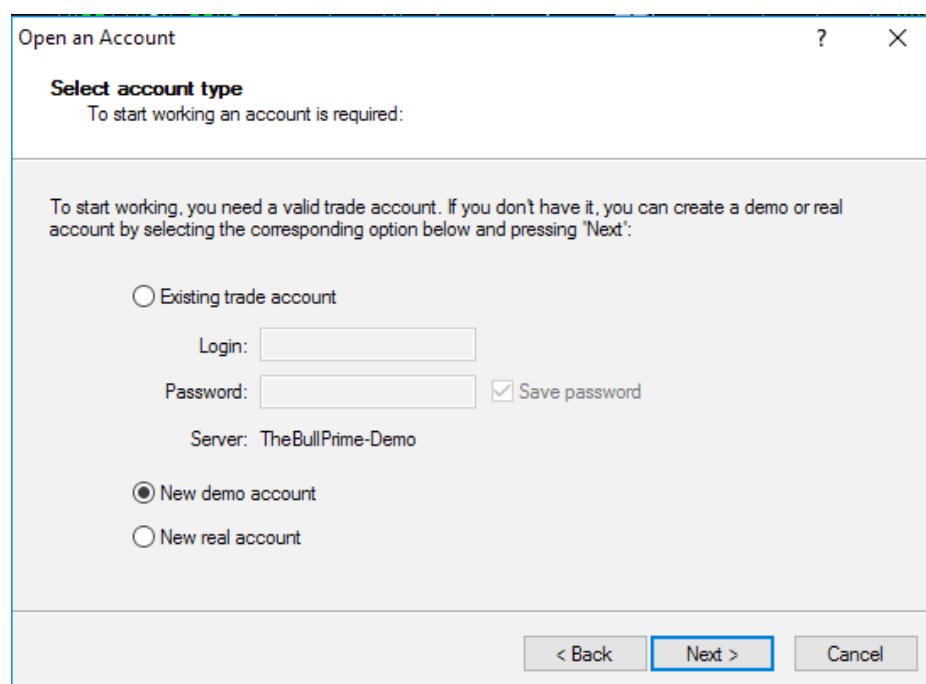 Open an Account
Select account type
To start working an account is required:
To start working, you need a valid trade account. If you don't have it, you can create a demo or real
account by selecting the corresponding option below and pressing 'Next':
Existing trade account
Login:
Password:
Save password
Server: TheBullPrime-Demo
New demo account
New real account
< Back
Next >
Cancel